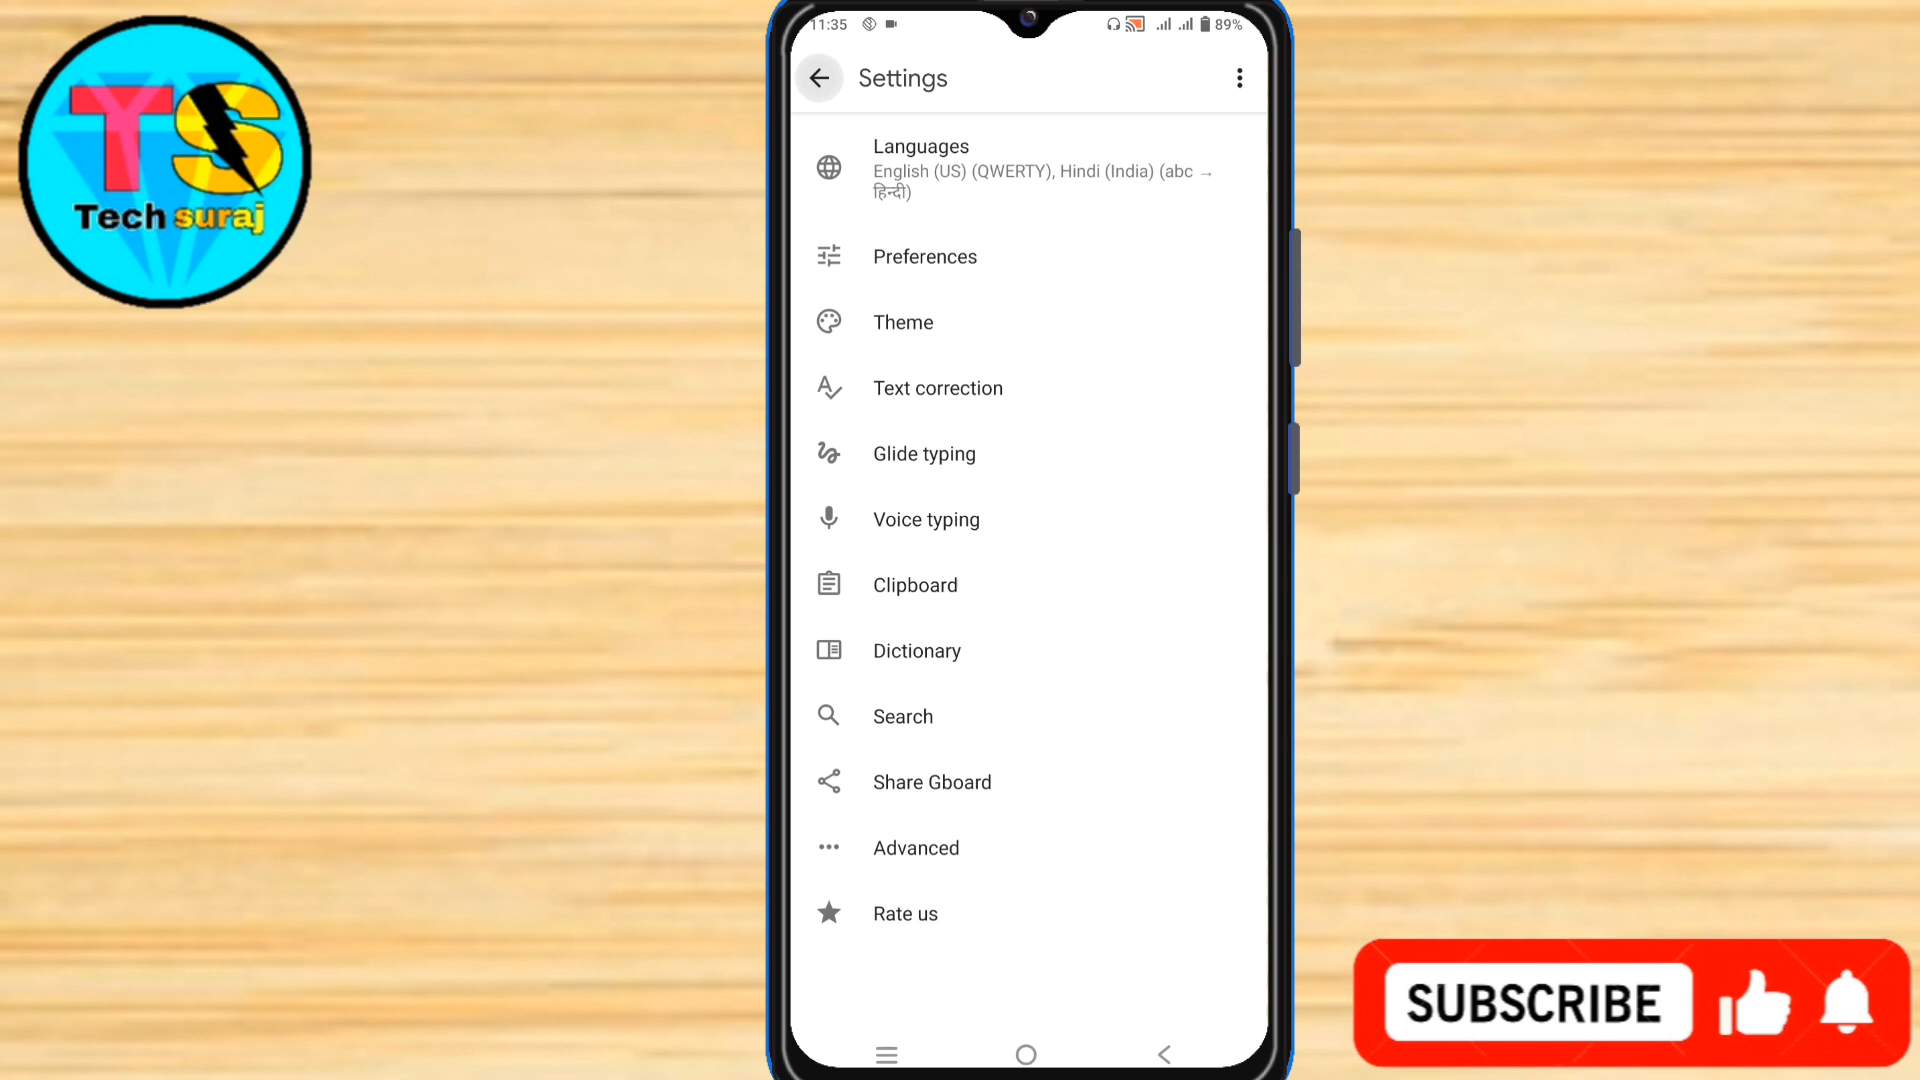 TS
Tech suraj
11:35
89%
Settings
Languages
English (US) (QWERTY), Hindi (India) (abc →
हिन्दी)
Preferences
Theme
Text correction
Glide typing
Voice typing
Clipboard
Dictionary
Search
Share Gboard
Advanced
Rate us
SUBSCRIBE